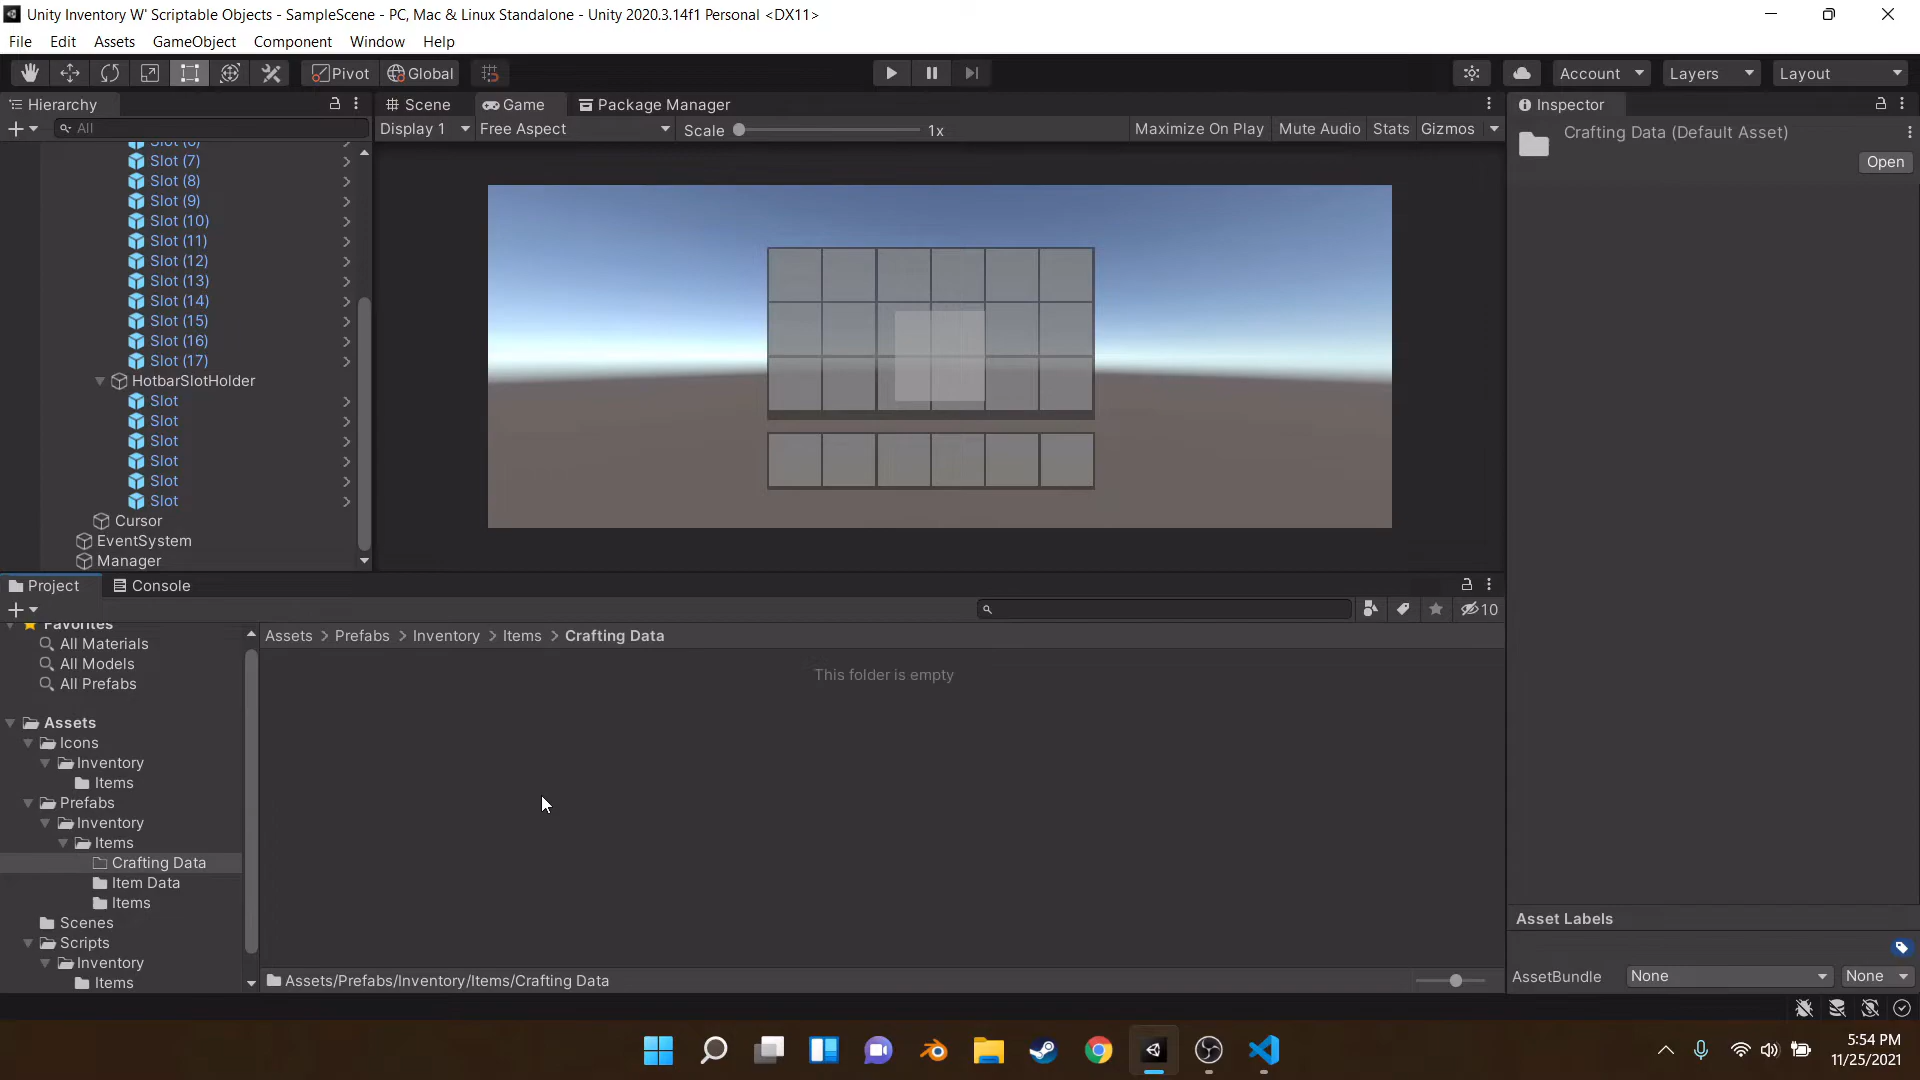 Unity Inventory W' Scriptable Objects - SampleScene - PC, Mac & Linux Standalone - Unity 2020.3.14f1 Personal <DX11>
File Edit Assets GameObject Component Window Help
Pivot Global Account Layers Layout
Hierarchy Scene Game Package Manager Inspector
All Display 1 Free Aspect Scale 1x Maximize On Play Mute Audio Stats Gizmos
Crafting Data (Default Asset)
Open
Slot (6)
Slot (7)
Slot (8)
Slot (9)
Slot (10)
Slot (11)
Slot (12)
Slot (13)
Slot (14)
Slot (15)
Slot (16)
Slot (17)
HotbarSlotHolder
Slot
Slot
Slot
Slot
Slot
Slot
Cursor
EventSystem
Manager
Project Console
10
Favorites
All Materials
All Models
All Prefabs
Assets
Icons
Inventory
Items
Prefabs
Inventory
Items
Crafting Data
Item Data
Items
Scenes
Scripts
Inventory
Items
Assets > Prefabs > Inventory > Items > Crafting Data
This folder is empty
Assets/Prefabs/Inventory/Items/Crafting Data
Asset Labels
AssetBundle None None
5:54 PM
11/25/2021